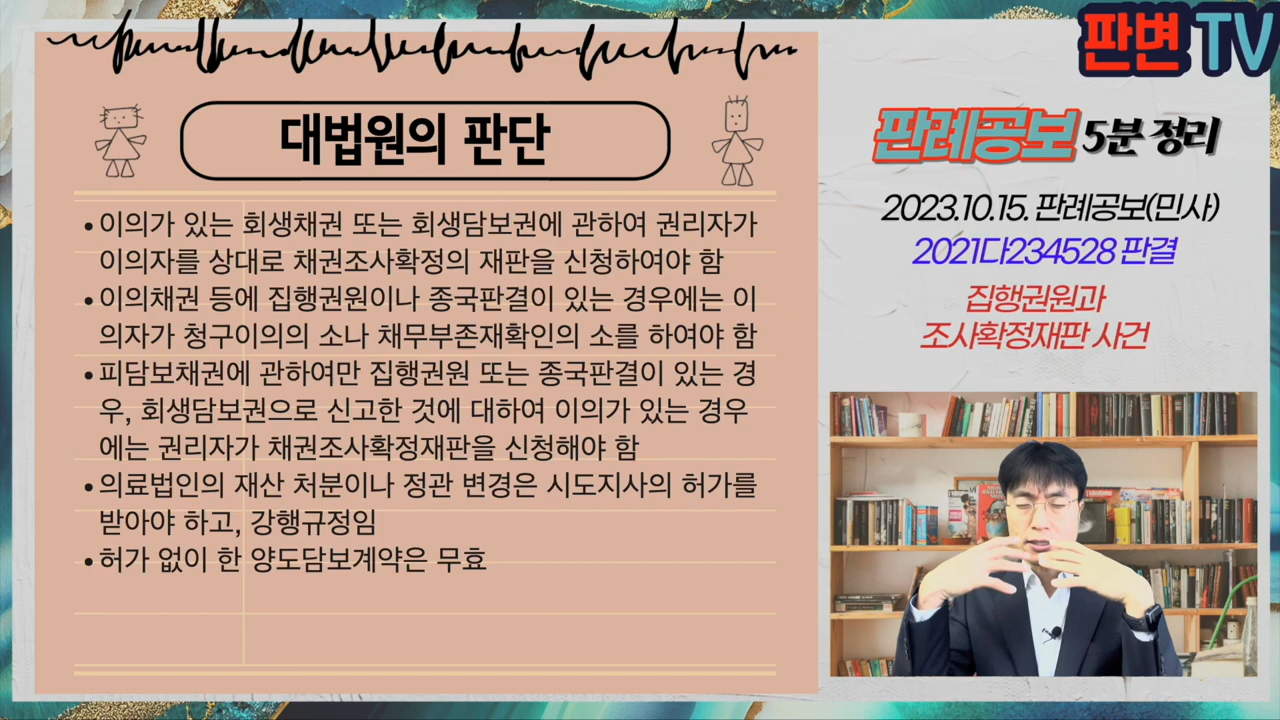 판변 TV
대법원의 판단
• 이의가 있는 회생채권 또는 회생담보권에 관하여 권리자가
이의자를 상대로 채권조사확정의 재판을 신청하여야 함
• 이의채권 등에 집행권원이나 종국판결이 있는 경우에는 이
의자가 청구이의의 소나 채무부존재확인의 소를 하여야 함
• 피담보채권에 관하여만 집행권원 또는 종국판결이 있는 경
우, 회생담보권으로 신고한 것에 대하여 이의가 있는 경우
에는 권리자가 채권조사확정재판을 신청해야 함
• 의료법인의 재산 처분이나 정관 변경은 시도지사의 허가를
받아야 하고, 강행규정임
• 허가 없이 한 양도담보계약은 무효
판례공보 5분 정리
2023.10.15. 판례공보(민사)
2021다234528 판결
집행권원과
조사확정재판 사건